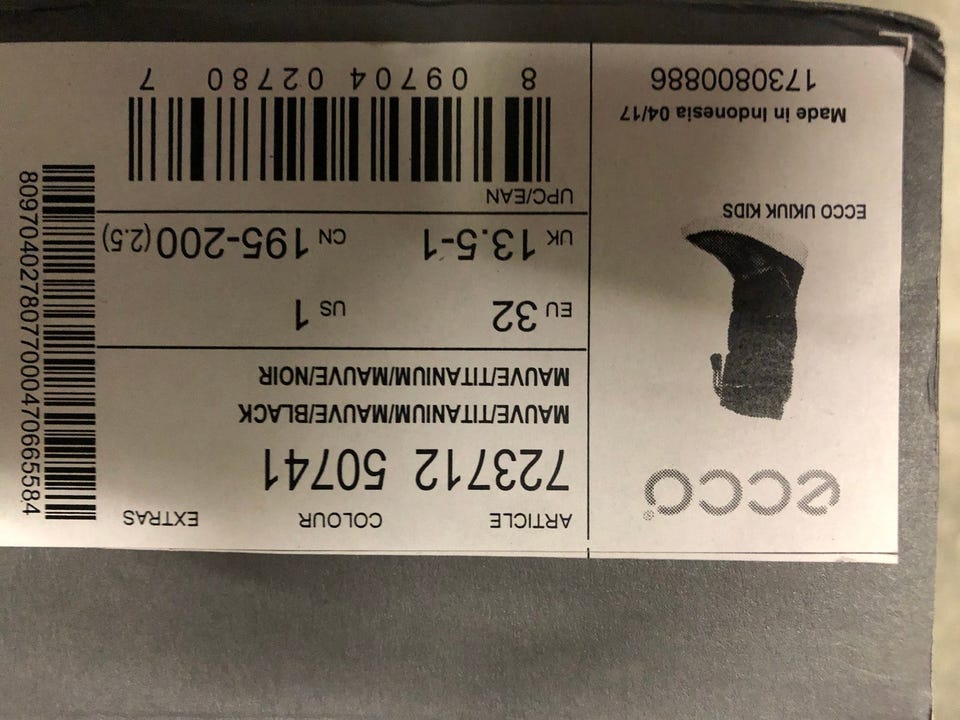 ecco®
ECCO UKIUK KIDS
Made in Indonesia 04/17
1730800886
ARTICLE COLOUR EXTRAS
723712 50741
MAUVE/TITANIUM/MAUVE/BLACK
MAUVE/TITANIUM/MAUVE/NOIR
EU 32 US 1
UK 13.5-1 CN 195-200 (2.5)
UPC/EAN
8 09704 02780 7
809704027807700047066558​4